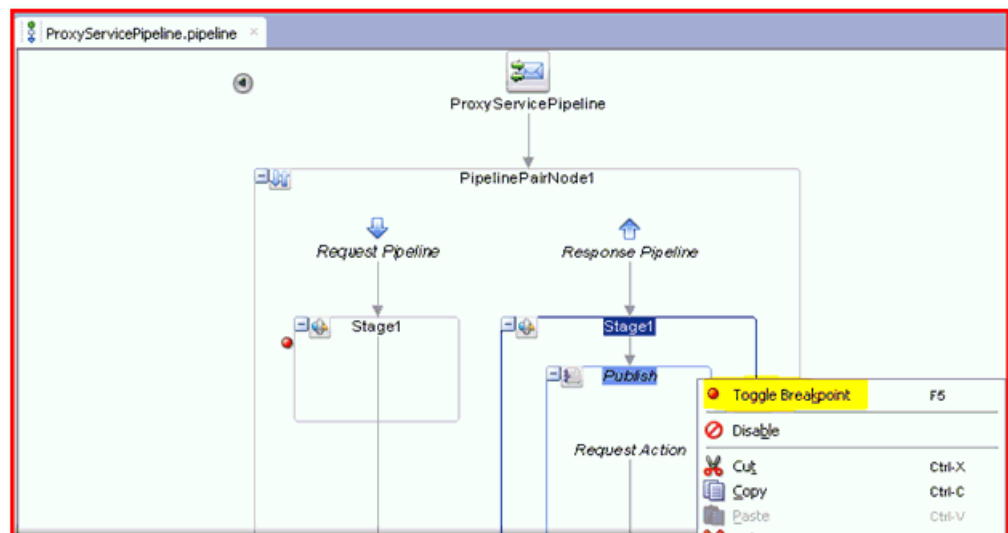 ProxyServicePipeline.pipeline
ProxyServicePipeline
PipelinePairNode1
Request Pipeline
Response Pipeline
Stage1
Stage1
Publish
Toggle Breakpoint F5
Disable
Request Action
Cut Ctrl-X
Copy Ctrl-C
Paste Ctrl-V